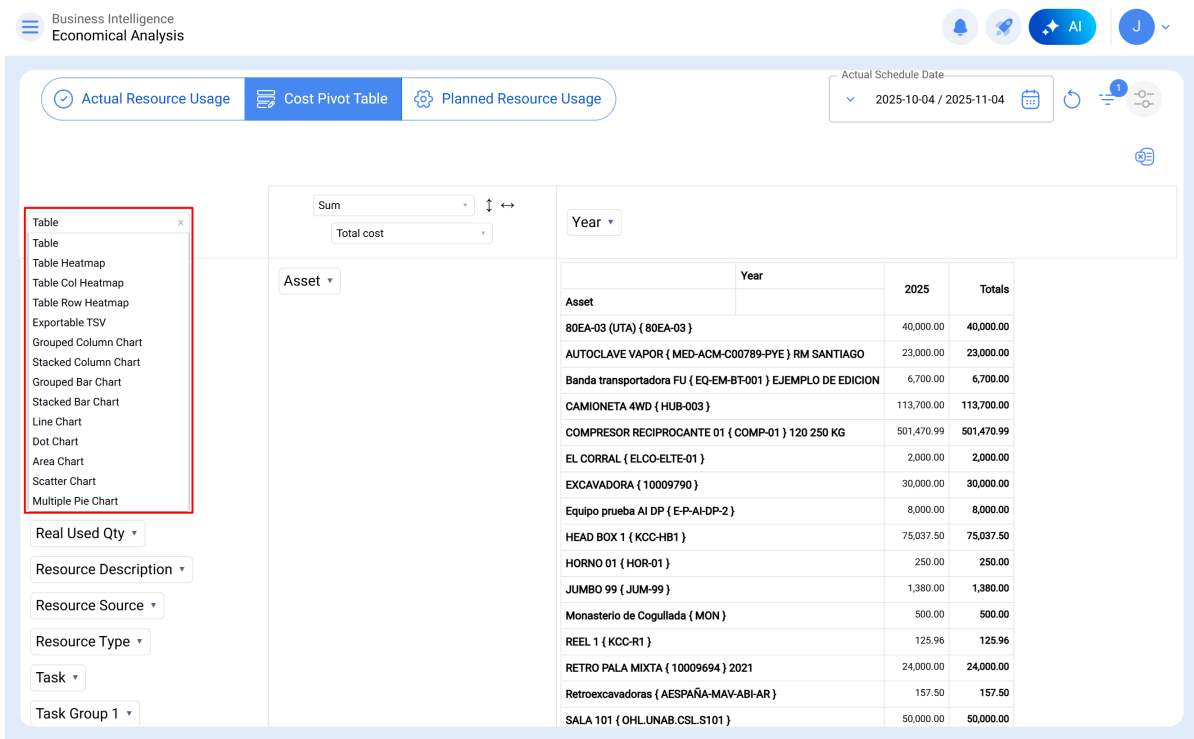 Business Intelligence
Economical Analysis
AI
J
Actual Resource Usage
Cost Pivot Table
Planned Resource Usage
Actual Schedule Date
2025-10-04 / 2025-11-04
1
Sum
Total cost
Year
Table
Table
Table Heatmap
Table Col Heatmap
Table Row Heatmap
Exportable TSV
Grouped Column Chart
Stacked Column Chart
Grouped Bar Chart
Stacked Bar Chart
Line Chart
Dot Chart
Area Chart
Scatter Chart
Multiple Pie Chart
Real Used Qty
Resource Description
Resource Source
Resource Type
Task
Task Group 1
Asset
Year 2025 Totals
Asset
80EA-03 (UTA) { 80EA-03 } 40,000.00 40,000.00
AUTOCLAVE VAPOR { MED-ACM-C00789-PYE } RM SANTIAGO 23,000.00 23,000.00
Banda transportadora FU { EQ-EM-BT-001 } EJEMPLO DE EDICION 6,700.00 6,700.00
CAMIONETA 4WD { HUB-003 } 113,700.00 113,700.00
COMPRESOR RECIPROCANTE 01 { COMP-01 } 120 250 KG 501,470.99 501,470.99
EL CORRAL { ELCO-ELTE-01 } 2,000.00 2,000.00
EXCAVADORA { 10009790 } 30,000.00 30,000.00
Equipo prueba AI DP { E-P-AI-DP-2 } 8,000.00 8,000.00
HEAD BOX 1 { KCC-HB1 } 75,037.50 75,037.50
HORNO 01 { HOR-01 } 250.00 250.00
JUMBO 99 { JUM-99 } 1,380.00 1,380.00
Monasterio de Cogullada { MON } 500.00 500.00
REEL 1 { KCC-R1 } 125.96 125.96
RETRO PALA MIXTA { 10009694 } 2021 24,000.00 24,000.00
Retroexcavadoras { AESPAÑA-MAV-ABI-AR } 157.50 157.50
SALA 101 { OHL.UNAB.CSL.S101 } 50,000.00 50,000.00